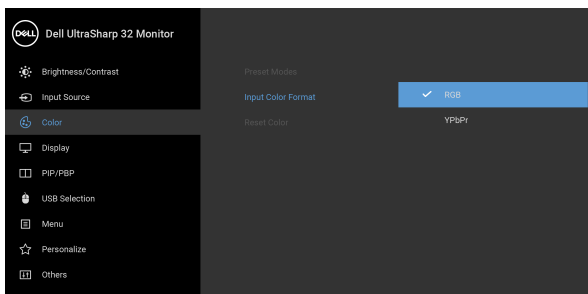 DELL Dell UltraSharp 32 Monitor
Brightness/Contrast
Preset Modes
Input Source
Input Color Format
RGB
Color
Reset Color
YPbPr
Display
PIP/PBP
USB Selection
Menu
Personalize
Others